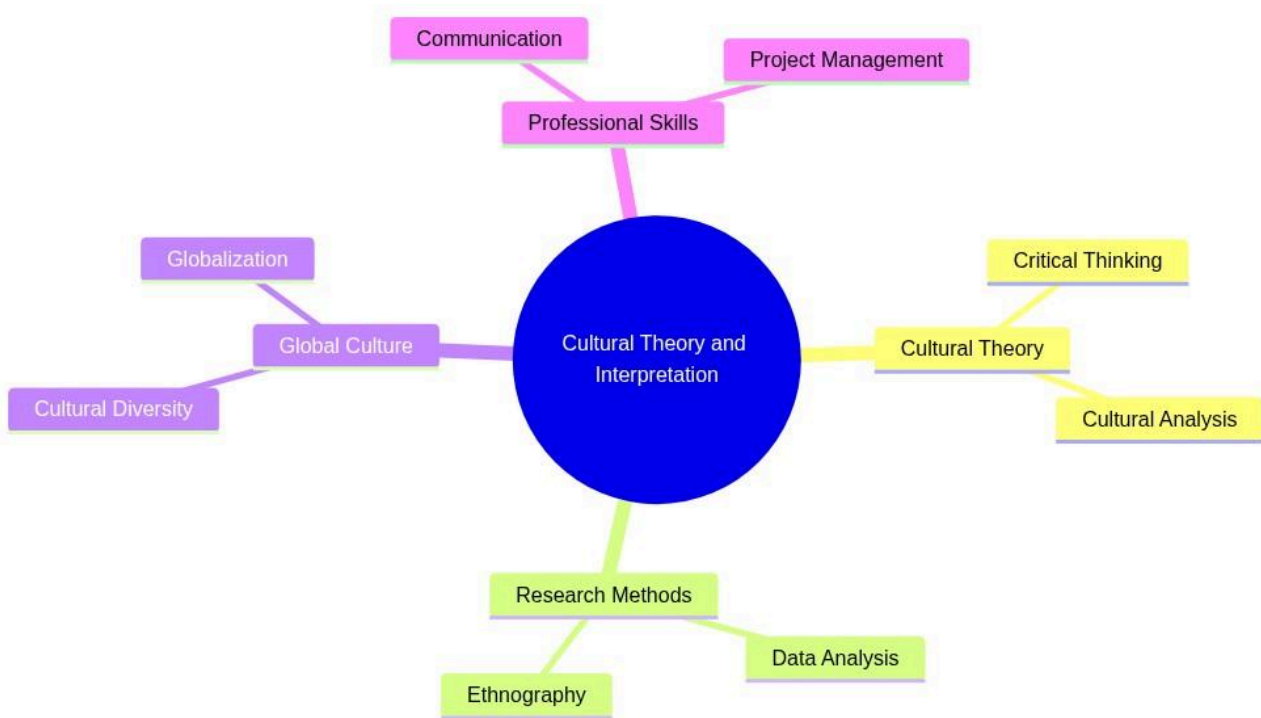 Communication
Project Management
Professional Skills
Globalization
Global Culture
Cultural Diversity
Cultural Theory and
Interpretation
Critical Thinking
Cultural Theory
Cultural Analysis
Research Methods
Data Analysis
Ethnography